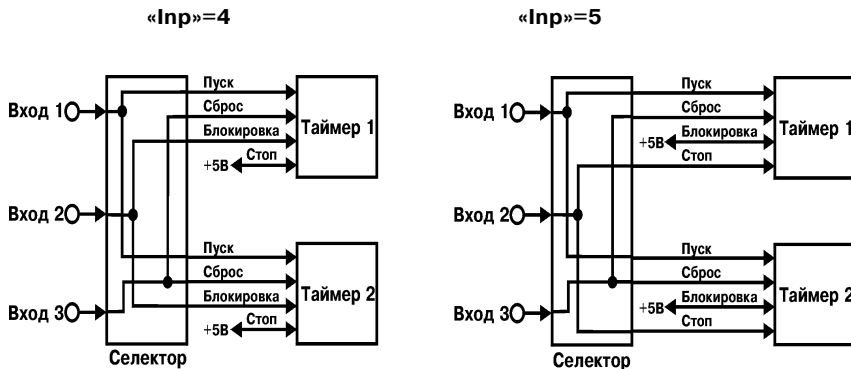 «Inp»=4
Пуск
Сброс
Вход 1
Блокировка
Таймер 1
+5В
Стоп
Вход 2
Пуск
Сброс
Блокировка
Таймер 2
Вход 3
+5В
Стоп
Селектор
«Inp»=5
Пуск
Сброс
Вход 1
Блокировка
Таймер 1
+5В
Стоп
Вход 2
Пуск
Сброс
Блокировка
Таймер 2
Вход 3
+5В
Стоп
Селектор